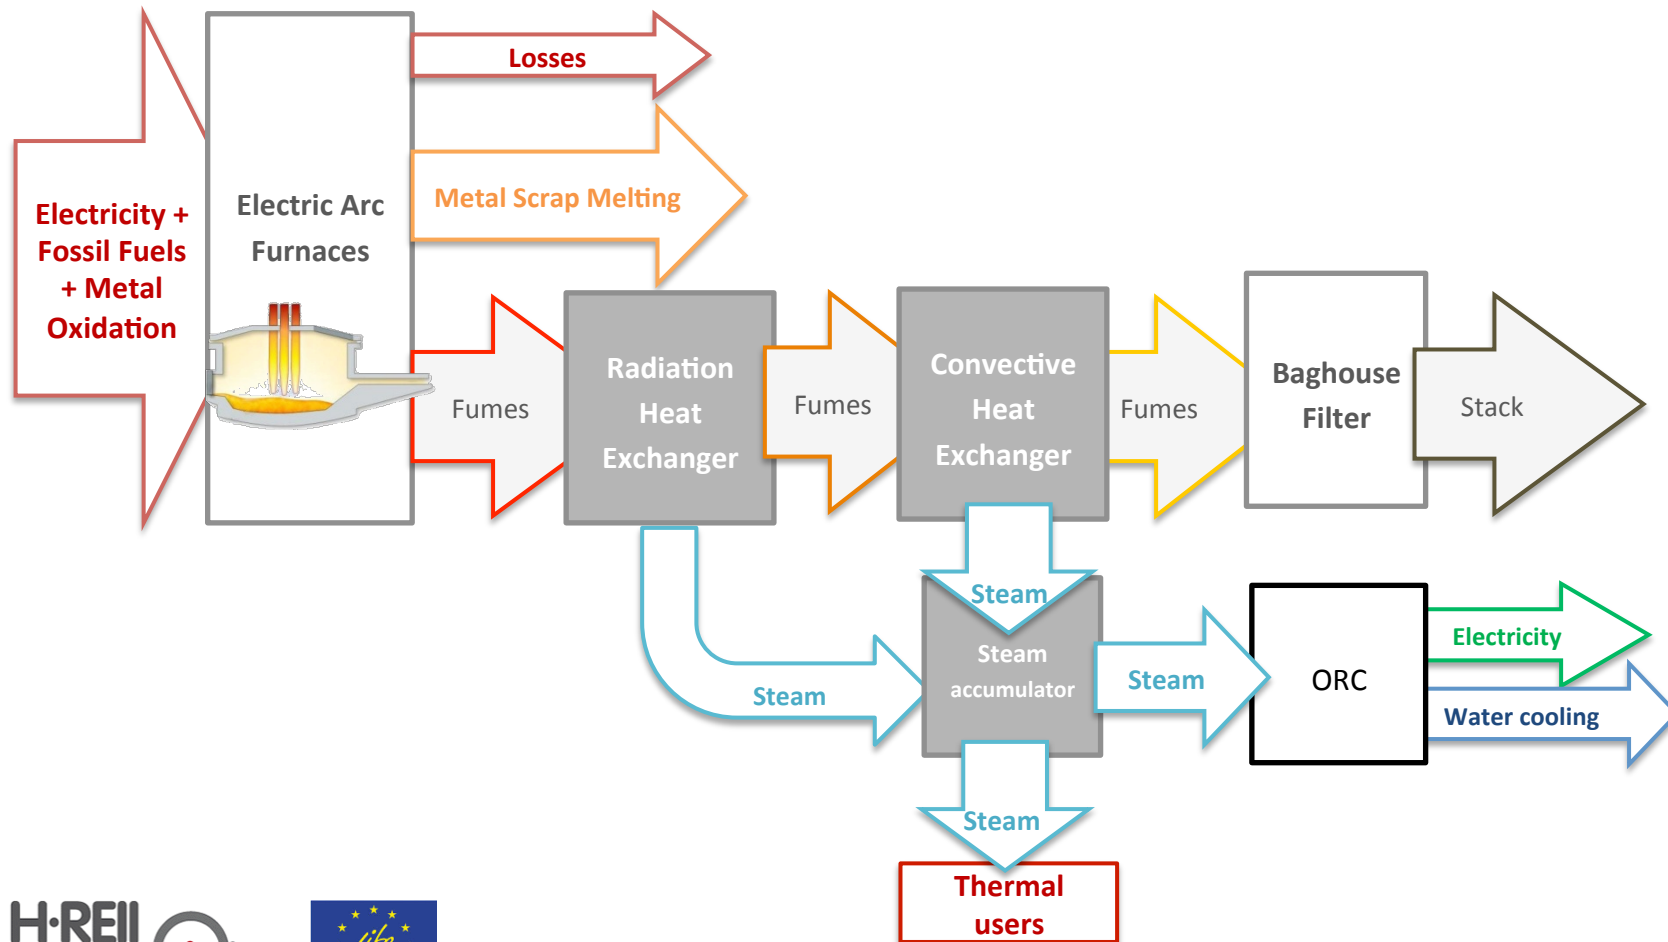 Losses
Metal Scrap Melting
Electricity +
Fossil Fuels
+ Metal
Oxidation
Electric Arc
Furnaces
Fumes
Radiation
Heat
Exchanger
Fumes
Convective
Heat
Exchanger
Fumes
Baghouse
Filter
Stack
Steam
Steam
Steam
accumulator
Steam
ORC
Electricity
Water cooling
Steam
Thermal
users
H·REII
life